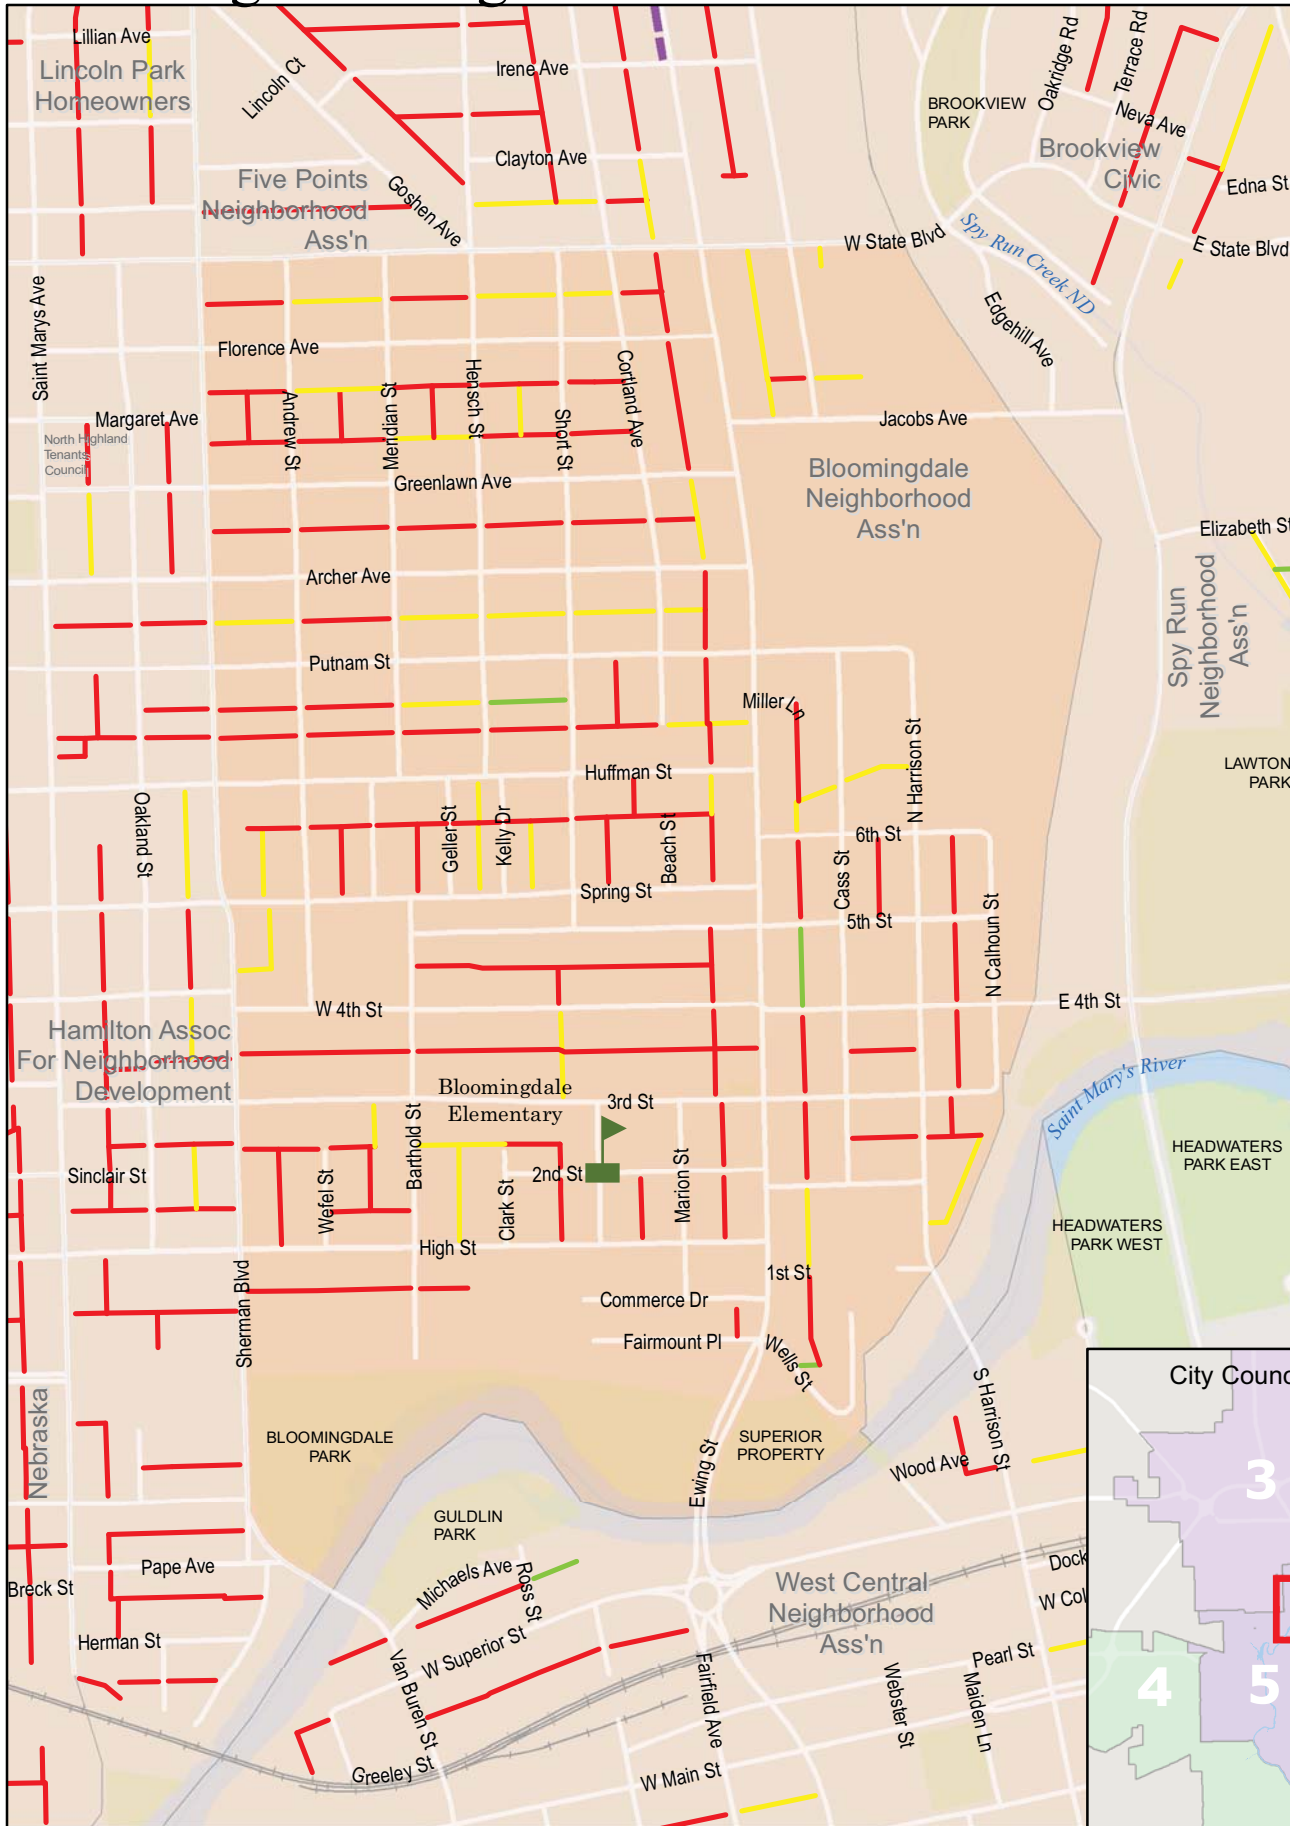 Lillian Ave
Lincoln Park
Homeowners
Lincoln Ct
Irene Ave
Clayton Ave
Five Points
Neighborhood
Ass'n
Goshen Ave
BROOKVIEW
PARK
Oakridge Rd
Terrace Rd
Neva Ave
Brookview
Civic
Edna St
E State Blvd
W State Blvd
Spy Run Creek ND
Edgehill Ave
Saint Marys Ave
Florence Ave
Margaret Ave
North Highland
Tenants
Council
Andrew St
Meridian St
Hensch St
Short St
Cortland Ave
Jacobs Ave
Greenlawn Ave
Bloomingdale
Neighborhood
Ass'n
Elizabeth St
Archer Ave
Spy Run
Neighborhood
Ass'n
Putnam St
Miller Ln
N Harrison St
LAWTON
PARK
Huffman St
Oakland St
Geller St
Kelly Dr
Beach St
6th St
Cass St
Spring St
5th St
N Calhoun St
W 4th St
E 4th St
Hamilton Assoc
For Neighborhood
Development
Saint Mary's River
Bloomingdale
Elementary
3rd St
HEADWATERS
PARK EAST
Sinclair St
Wefel St
Barthold St
Clark St
2nd St
Marion St
HEADWATERS
PARK WEST
High St
1st St
Sherman Blvd
Commerce Dr
Fairmount Pl
Wells St
S Harrison St
City Counc
Nebraska
BLOOMINGDALE
PARK
SUPERIOR
PROPERTY
Ewing St
Wood Ave
3
GULDLIN
PARK
Pape Ave
Breck St
Michaels Ave
Ross St
West Central
Neighborhood
Ass'n
Dock
W Col
Herman St
W Superior St
Van Buren St
Fairfield Ave
Webster St
Maiden Ln
Pearl St
4
5
Greeley St
W Main St